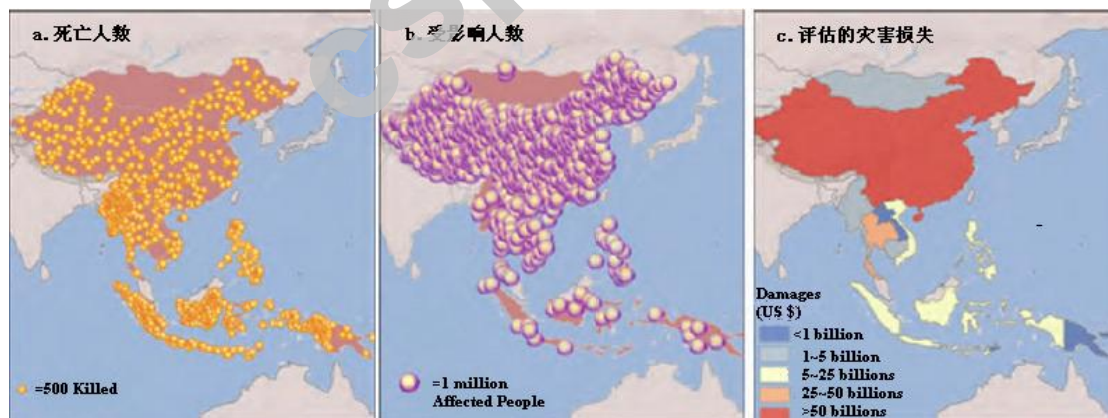 a. 死亡人数
=500 Killed
b. 受影响人数
=1 million
Affected People
c. 评估的灾害损失
Damages
(US $)
<1 billion
1~5 billion
5~25 billions
25~50 billions
>50 billions